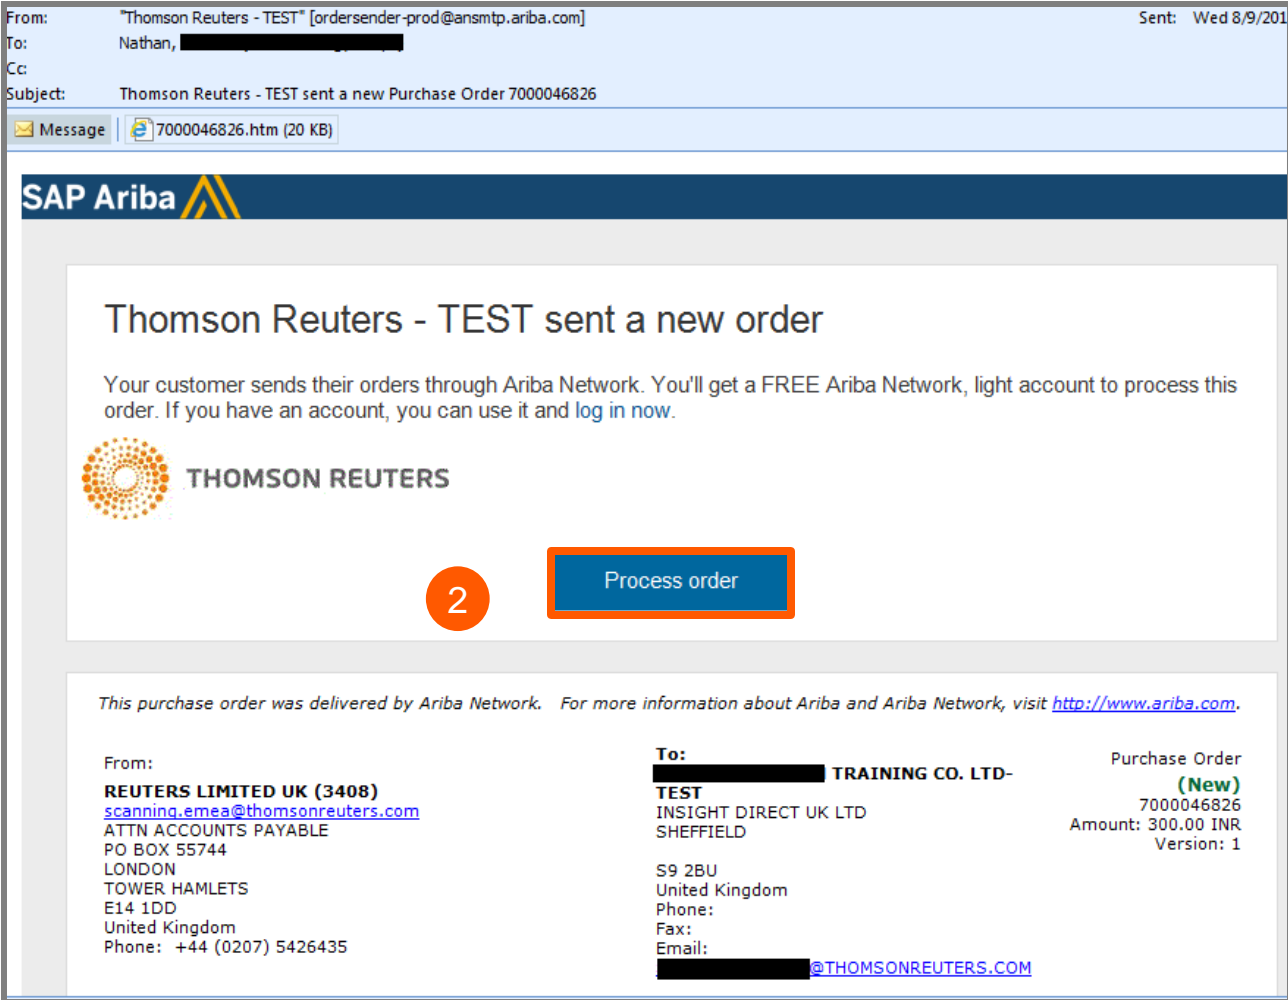 From: "Thomson Reuters - TEST" [ordersender-prod@ansmtp.ariba.com] Sent: Wed 8/9/201
To: Nathan,
Cc:
Subject: Thomson Reuters - TEST sent a new Purchase Order 7000046826
Message 7000046826.htm (20 KB)
SAP Ariba
Thomson Reuters - TEST sent a new order
Your customer sends their orders through Ariba Network. You'll get a FREE Ariba Network, light account to process this
order. If you have an account, you can use it and log in now.
THOMSON REUTERS
Process order
2
This purchase order was delivered by Ariba Network. For more information about Ariba and Ariba Network, visit http://www.ariba.com.
From:
REUTERS LIMITED UK (3408)
scanning.emea@thomsonreuters.com
ATTN ACCOUNTS PAYABLE
PO BOX 55744
LONDON
TOWER HAMLETS
E14 1DD
United Kingdom
Phone: +44 (0207) 5426435
To:
TRAINING CO. LTD-
TEST
INSIGHT DIRECT UK LTD
SHEFFIELD
S9 2BU
United Kingdom
Phone:
Fax:
Email:
@THOMSONREUTERS.COM
Purchase Order
(New)
7000046826
Amount: 300.00 INR
Version: 1